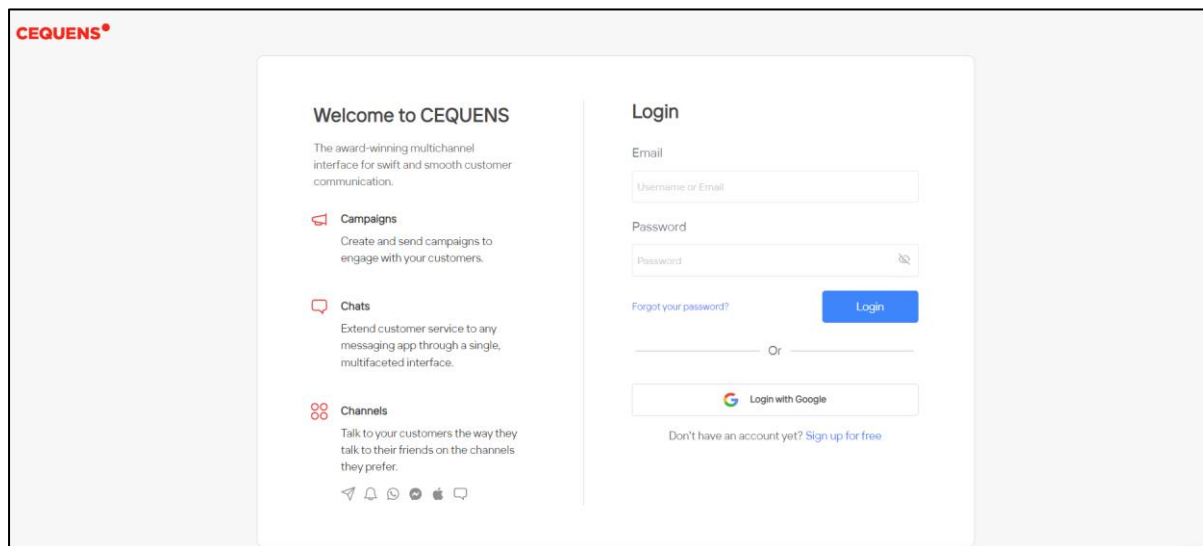 CEQUENS
Welcome to CEQUENS
The award-winning multichannel
interface for swift and smooth customer
communication.
Campaigns
Create and send campaigns to
engage with your customers.
Chats
Extend customer service to any
messaging app through a single,
multifaceted interface.
Channels
Talk to your customers the way they
talk to their friends on the channels
they prefer.
Login
Email
Username or Email
Password
Password
Forgot your password?
Login
Or
Login with Google
Don't have an account yet? Sign up for free